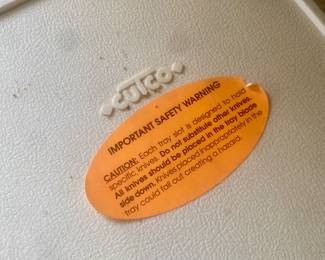 CUTCO
IMPORTANT SAFETY WARNING
CAUTION: Each tray slot is designed to hold
specific knives. Do not substitute other knives.
All knives should be placed in the tray blade
side down. Knives placed inappropriately in the
tray could fall out creating a hazard.